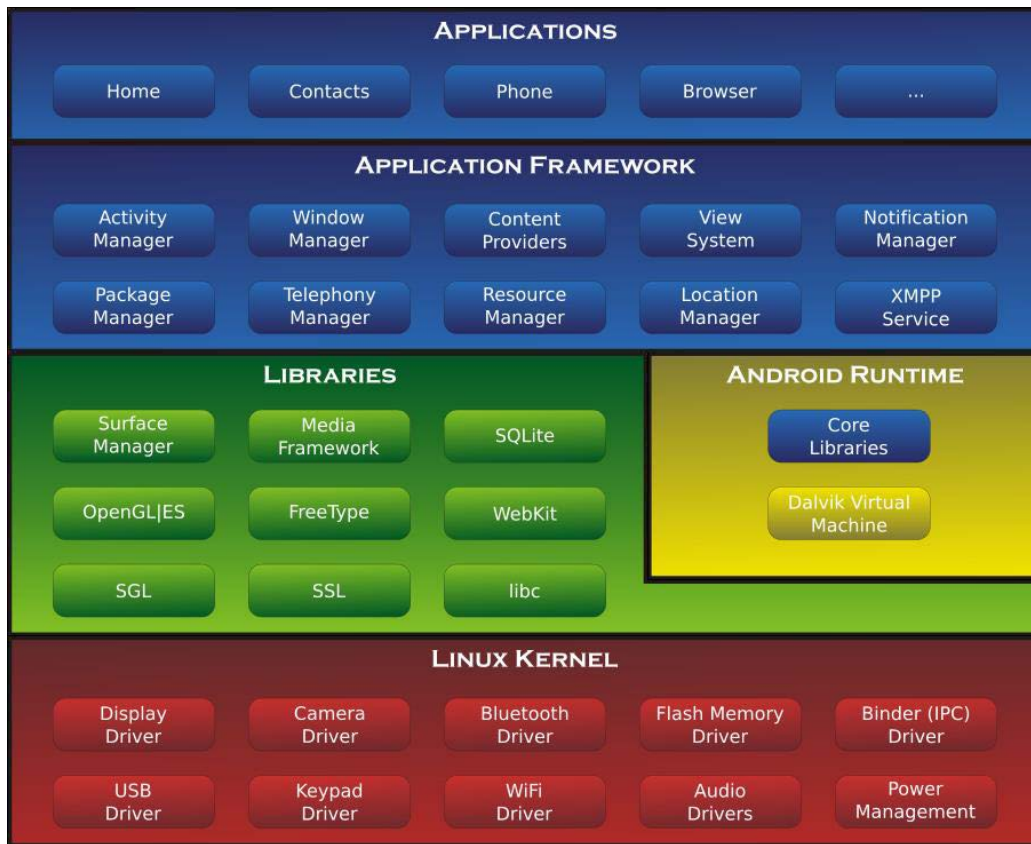 APPLICATIONS
Home
Contacts
Phone
Browser
...
APPLICATION FRAMEWORK
Activity
Manager
Window
Manager
Content
Providers
View
System
Notification
Manager
Package
Manager
Telephony
Manager
Resource
Manager
Location
Manager
XMPP
Service
LIBRARIES
Surface
Manager
Media
Framework
SQLite
OpenGL|ES
FreeType
WebKit
SGL
SSL
libc
ANDROID RUNTIME
Core
Libraries
Dalvik Virtual
Machine
LINUX KERNEL
Display
Driver
Camera
Driver
Bluetooth
Driver
Flash Memory
Driver
Binder (IPC)
Driver
USB
Driver
Keypad
Driver
WiFi
Driver
Audio
Drivers
Power
Management